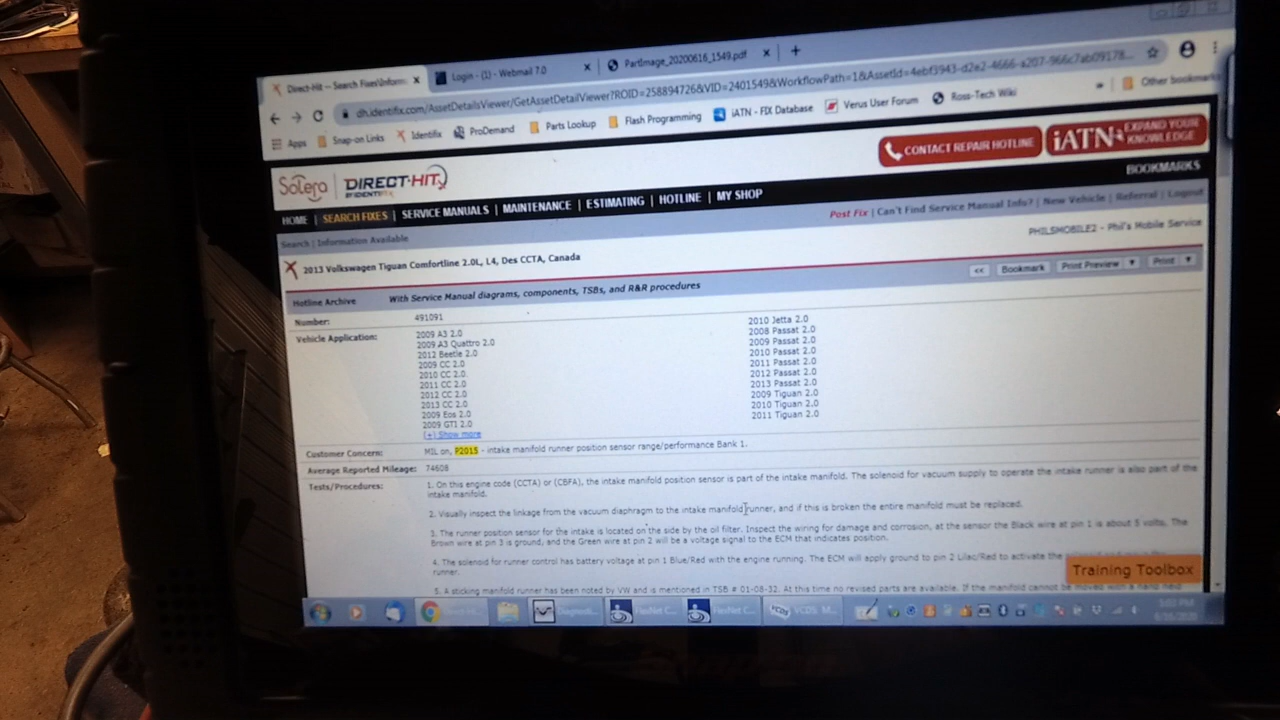 Direct-Hit -- Search Fixes\Inform
Login - (1) - Webmail 7.0
PartImage_20200616_1549.pdf
dh.identifix.com/AssetDetailsViewer/GetAssetDetailViewer?ROID=258894726&VID=2401549&WorkflowPath=1&AssetId=4ebf3943-d2e2-4666-a207-966c7ab09178...
Apps Snap-on Links Identifix ProDemand Parts Lookup Flash Programming iATN - FIX Database Verus User Forum Ross-Tech Wiki » Other bookmarks
Solera DIRECT-HIT BY IDENTIFIX
CONTACT REPAIR HOTLINE
iATN EXPAND YOUR KNOWLEDGE
BOOKMARKS
HOME | SEARCH FIXES | SERVICE MANUALS | MAINTENANCE | ESTIMATING | HOTLINE | MY SHOP
Post Fix | Can't Find Service Manual Info? | New Vehicle | Referral | Logout
Search | Information Available
PHILSMOBILE2 - Phil's Mobile Service
2013 Volkswagen Tiguan Comfortline 2.0L, L4, Des CCTA, Canada
<< Bookmark Print Preview Print
Hotline Archive With Service Manual diagrams, components, TSBs, and R&R procedures
Number: 491091
Vehicle Application:
2009 A3 2.0
2009 A3 Quattro 2.0
2012 Beetle 2.0
2009 CC 2.0
2010 CC 2.0
2011 CC 2.0
2012 CC 2.0
2013 CC 2.0
2009 Eos 2.0
2009 GTI 2.0
[+] Show more
2010 Jetta 2.0
2008 Passat 2.0
2009 Passat 2.0
2010 Passat 2.0
2011 Passat 2.0
2012 Passat 2.0
2013 Passat 2.0
2009 Tiguan 2.0
2010 Tiguan 2.0
2011 Tiguan 2.0
Customer Concern: MIL on, P2015 - intake manifold runner position sensor range/performance Bank 1.
Average Reported Mileage: 74608
Tests/Procedures:
1. On this engine code (CCTA) or (CBFA), the intake manifold position sensor is part of the intake manifold. The solenoid for vacuum supply to operate the intake runner is also part of the
intake manifold.
2. Visually inspect the linkage from the vacuum diaphragm to the intake manifold runner, and if this is broken the entire manifold must be replaced.
3. The runner position sensor for the intake is located on the side by the oil filter. Inspect the wiring for damage and corrosion, at the sensor the Black wire at pin 1 is about 5 volts. The
Brown wire at pin 3 is ground, and the Green wire at pin 2 will be a voltage signal to the ECM that indicates position.
4. The solenoid for runner control has battery voltage at pin 1 Blue/Red with the engine running. The ECM will apply ground to pin 2 Lilac/Red to activate the
runner.
5. A sticking manifold runner has been noted by VW and is mentioned in TSB # 01-08-32. At this time no revised parts are available. If the manifold cannot be moved
Training Toolbox